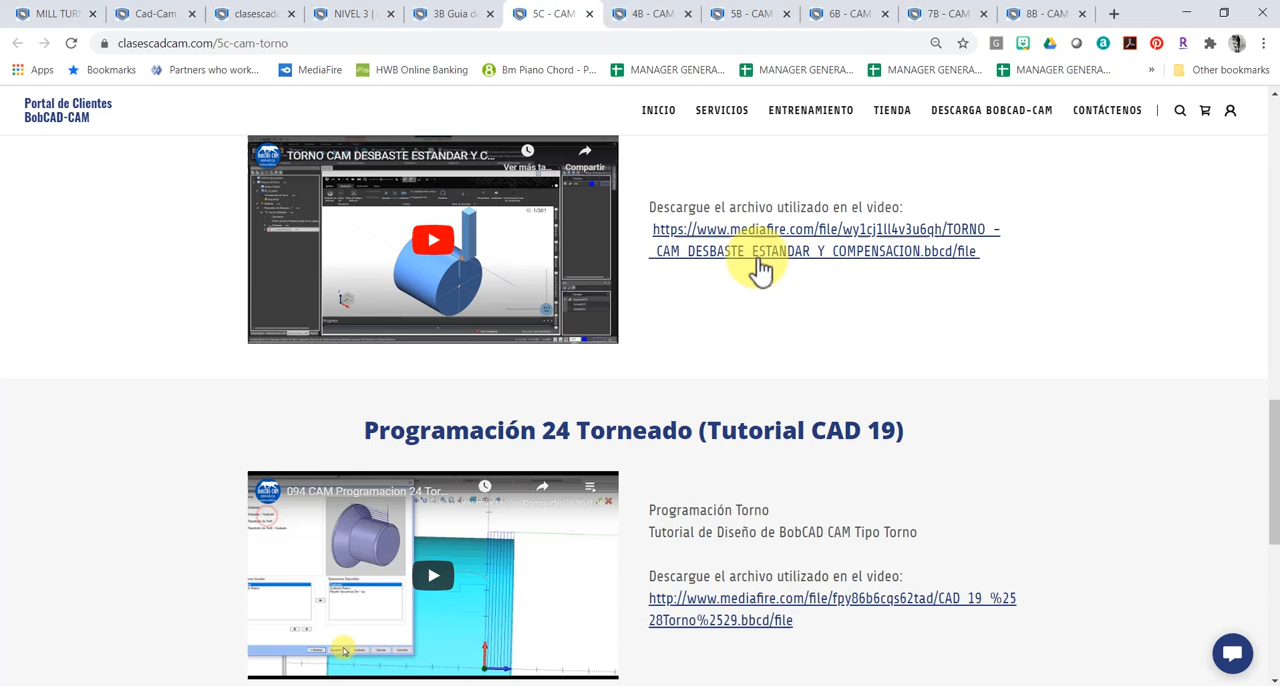 MILL TURN
Cad-Cam
clasescad
NIVEL 3 |
3B Guia de
5C - CAM
4B - CAM
5B - CAM
6B - CAM
7B - CAM
8B - CAM
clasescadcam.com/5c-cam-torno
Apps
Bookmarks
Partners who work...
MediaFire
HWB Online Banking
Bm Piano Chord - P...
MANAGER GENERA...
MANAGER GENERA...
MANAGER GENERA...
MANAGER GENERA...
Other bookmarks
Portal de Clientes
BobCAD-CAM
INICIO
SERVICIOS
ENTRENAMIENTO
TIENDA
DESCARGA BOBCAD-CAM
CONTÁCTENOS
TORNO CAM DESBASTE ESTANDAR Y C...
Ver más ta...
Compartir
Descargue el archivo utilizado en el video:
https://www.mediafire.com/file/wy1cj1ll4v3u6qh/TORNO_-
_CAM_DESBASTE_ESTANDAR_Y_COMPENSACION.bbcd/file
Programación 24 Torneado (Tutorial CAD 19)
094 CAM Programacion 24 Tor...
Programación Torno
Tutorial de Diseño de BobCAD CAM Tipo Torno
Descargue el archivo utilizado en el video:
http://www.mediafire.com/file/fpy86b6cqs62tad/CAD_19_%25
28Torno%2529.bbcd/file